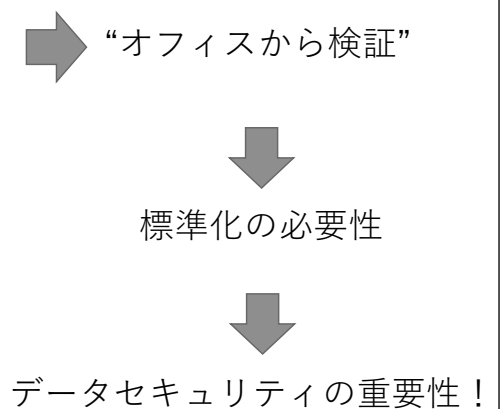 “オフィスから検証”
標準化の必要性
データセキュリティの重要性！